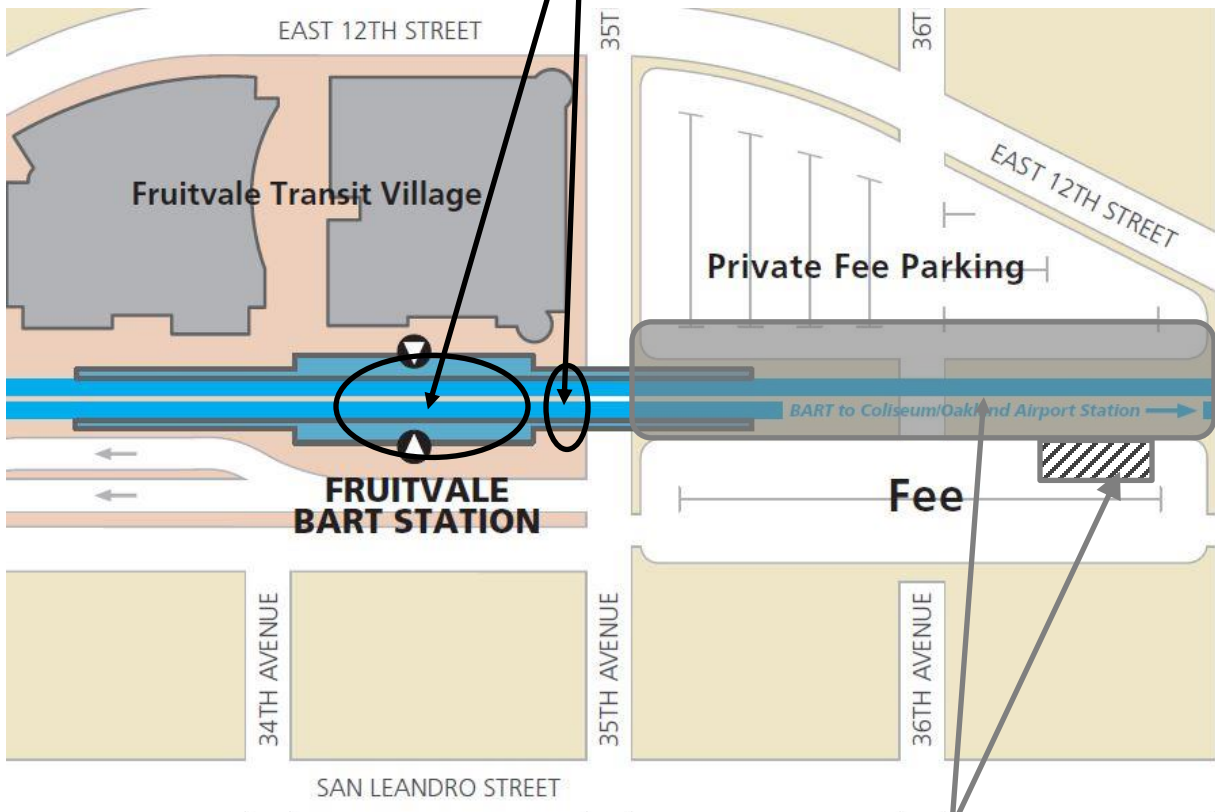 EAST 12TH STREET
35T
36T
EAST 12TH STREET
Fruitvale Transit Village
Private Fee Parking
BART to Coliseum/Oakland Airport Station
FRUITVALE
BART STATION
Fee
34TH AVENUE
35TH AVENUE
36TH AVENUE
SAN LEANDRO STREET